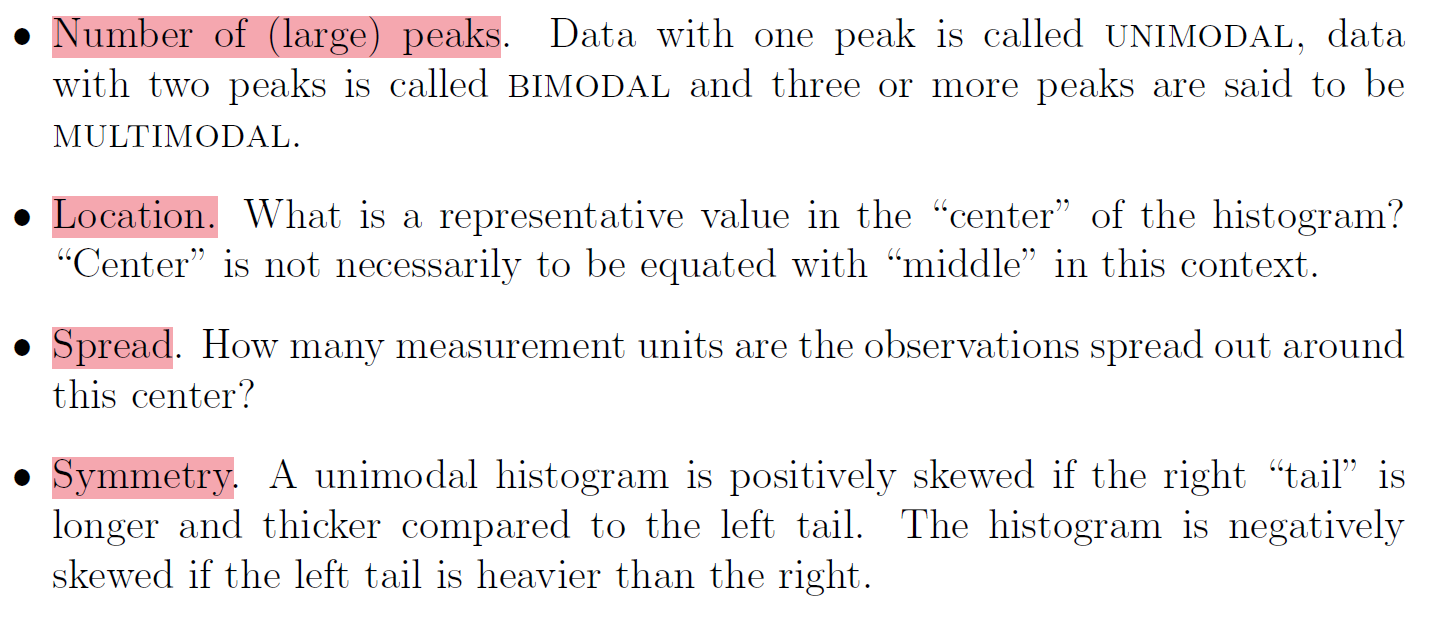 • Number of (large) peaks. Data with one peak is called UNIMODAL, data
with two peaks is called BIMODAL and three or more peaks are said to be
MULTIMODAL.
• Location. What is a representative value in the “center” of the histogram?
“Center” is not necessarily to be equated with “middle” in this context.
• Spread. How many measurement units are the observations spread out around
this center?
• Symmetry. A unimodal histogram is positively skewed if the right “tail” is
longer and thicker compared to the left tail. The histogram is negatively
skewed if the left tail is heavier than the right.